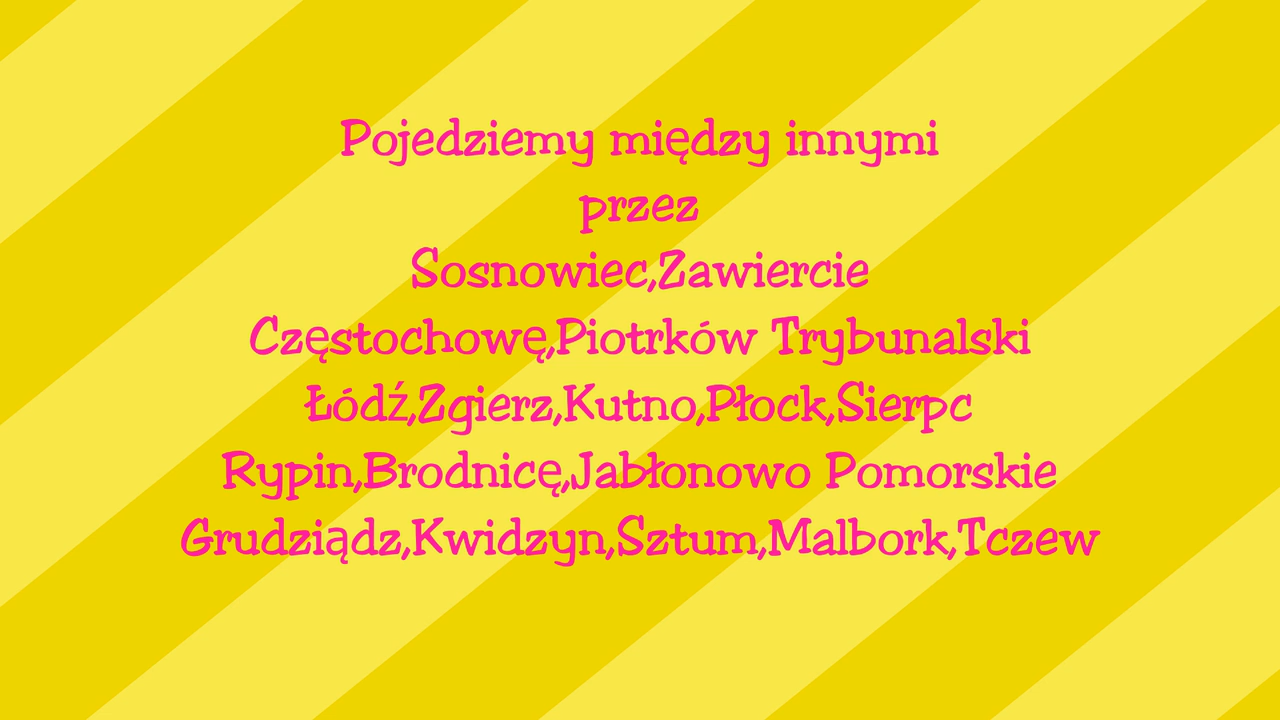 Pojedziemy między innymi
przez
Sosnowiec,Zawiercie
Częstochowę,Piotrków Trybunalski
Łódź,Zgierz,Kutno,Płock,Sierpc
Rypin,Brodnicę,Jabłonowo Pomorskie
Grudziądz,Kwidzyn,Sztum,Malbork,Tczew